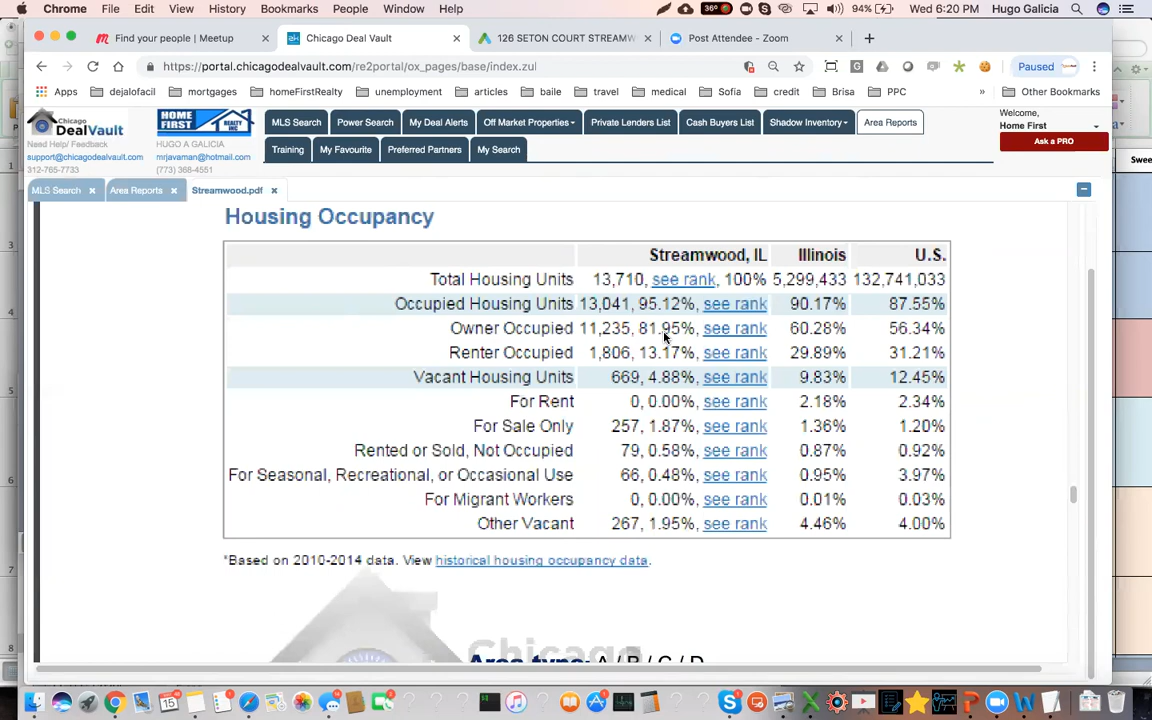 Chrome File Edit View History Bookmarks People Window Help 36° 94% Wed 6:20 PM Hugo Galicia
Find your people | Meetup Chicago Deal Vault 126 SETON COURT STREAMW Post Attendee - Zoom
https://portal.chicagodealvault.com/re2portal/ox_pages/base/index.zul Paused
Apps dejalofacil mortgages homeFirstRealty unemployment articles baile travel medical Sofia credit Brisa PPC » Other Bookmarks
Chicago DealVault
Need Help/ Feedback
support@chicagodealvault.com
312-765-7733
HOME FIRST REALTY INC
HUGO A GALICIA
mrjavaman@hotmail.com
(773) 368-4551
MLS Search Power Search My Deal Alerts Off Market Properties Private Lenders List Cash Buyers List Shadow Inventory Area Reports
Training My Favourite Preferred Partners My Search
Welcome,
Home First
Ask a PRO
MLS Search Area Reports Streamwood.pdf
Housing Occupancy
Streamwood, IL Illinois U.S.
Total Housing Units 13,710, see rank, 100% 5,299,433 132,741,033
Occupied Housing Units 13,041, 95.12%, see rank 90.17% 87.55%
Owner Occupied 11,235, 81.95%, see rank 60.28% 56.34%
Renter Occupied 1,806, 13.17%, see rank 29.89% 31.21%
Vacant Housing Units 669, 4.88%, see rank 9.83% 12.45%
For Rent 0, 0.00%, see rank 2.18% 2.34%
For Sale Only 257, 1.87%, see rank 1.36% 1.20%
Rented or Sold, Not Occupied 79, 0.58%, see rank 0.87% 0.92%
For Seasonal, Recreational, or Occasional Use 66, 0.48%, see rank 0.95% 3.97%
For Migrant Workers 0, 0.00%, see rank 0.01% 0.03%
Other Vacant 267, 1.95%, see rank 4.46% 4.00%
*Based on 2010-2014 data. View historical housing occupancy data.
Chicago
Area type: A / B / C / D
1
3
4
5
6
7
8
Swee
15